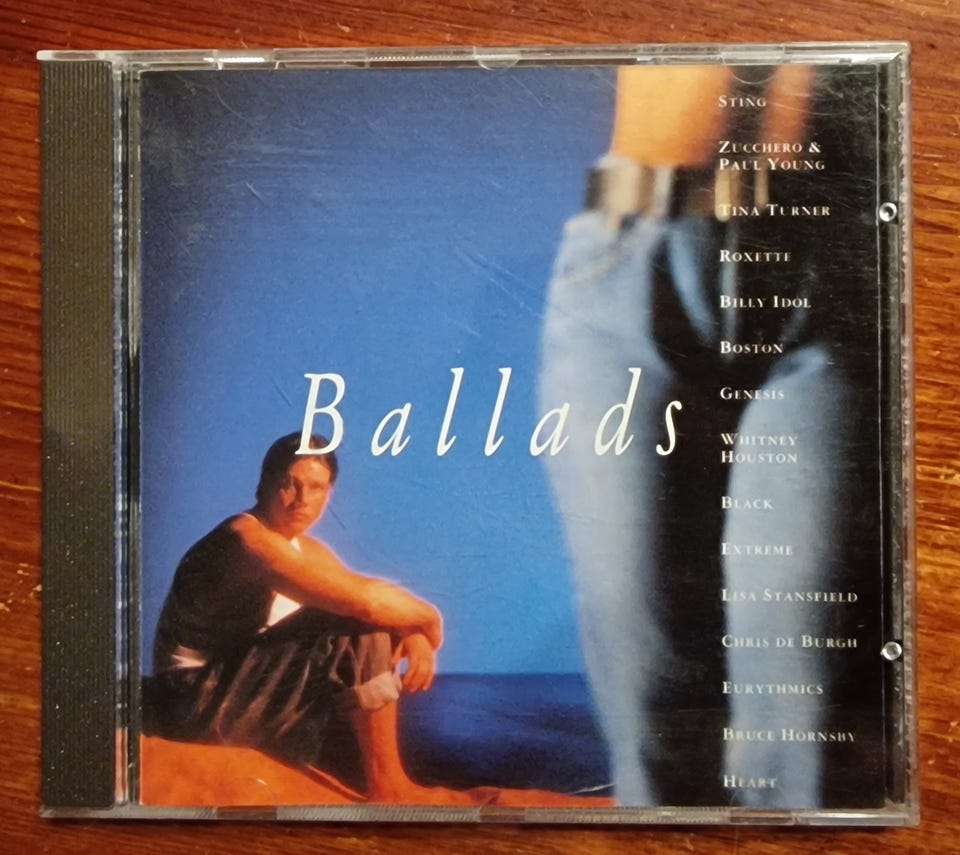 Sting
Zucchero &
Paul Young
Tina Turner
Roxette
Billy Idol
Boston
Genesis
Ballads
Whitney
Houston
Black
Extreme
Lisa Stansfield
Chris de Burgh
Eurythmics
Bruce Hornsby
Heart